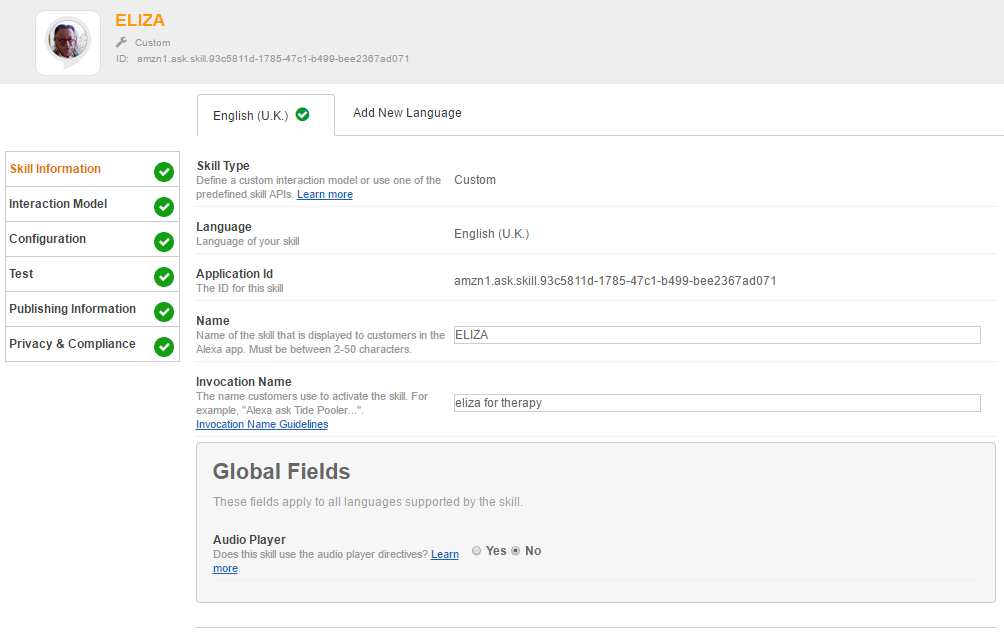 ELIZA
Custom
ID: amzn1.ask.skill.93c5811d-1785-47c1-b499-bee2367ad071
English (U.K.)
Add New Language
Skill Information
Interaction Model
Configuration
Test
Publishing Information
Privacy & Compliance
Skill Type
Define a custom interaction model or use one of the
predefined skill APIs. Learn more
Custom
Language
Language of your skill
English (U.K.)
Application Id
The ID for this skill
amzn1.ask.skill.93c5811d-1785-47c1-b499-bee2367ad071
Name
Name of the skill that is displayed to customers in the
Alexa app. Must be between 2-50 characters.
ELIZA
Invocation Name
The name customers use to activate the skill. For
example, "Alexa ask Tide Pooler...".
Invocation Name Guidelines
eliza for therapy
Global Fields
These fields apply to all languages supported by the skill.
Audio Player
Does this skill use the audio player directives? Learn
more.
Yes No